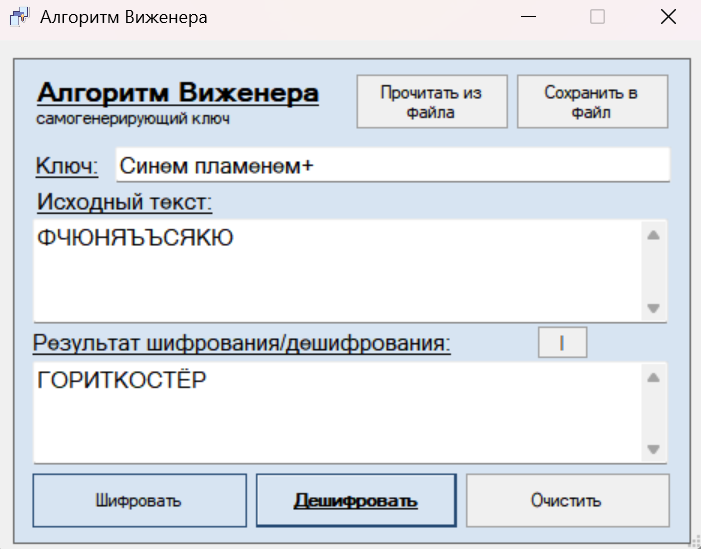 Алгоритм Виженера
Алгоритм Виженера
самогенерирующий ключ
Прочитать из
файла
Сохранить в
файл
Ключ: Синем пламенем+
Исходный текст:
ФЧЮНЯЪЪСЯКЮ
Результат шифрования/дешифрования:
I
ГОРИТКОСТЁР
Шифровать
Дешифровать
Очистить